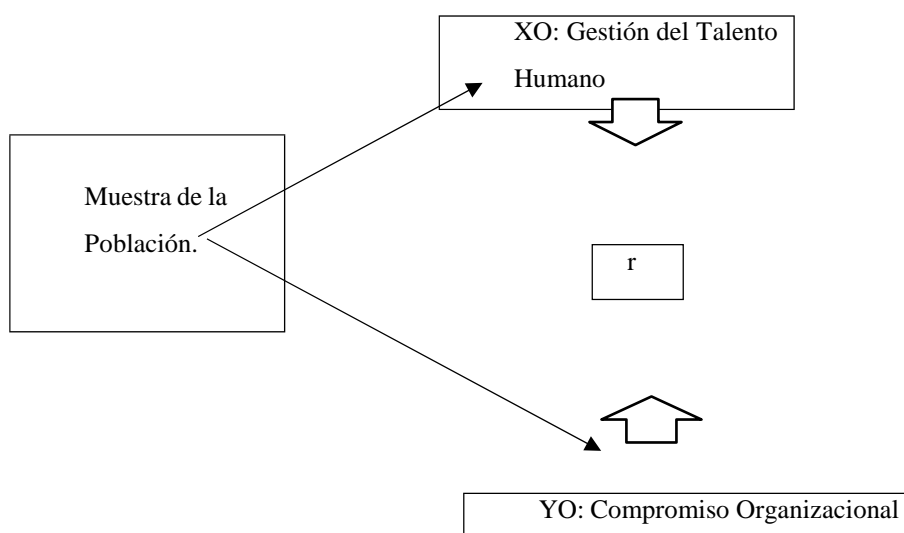 XO: Gestión del Talento
Humano
Muestra de la
Población.
r
YO: Compromiso Organizacional